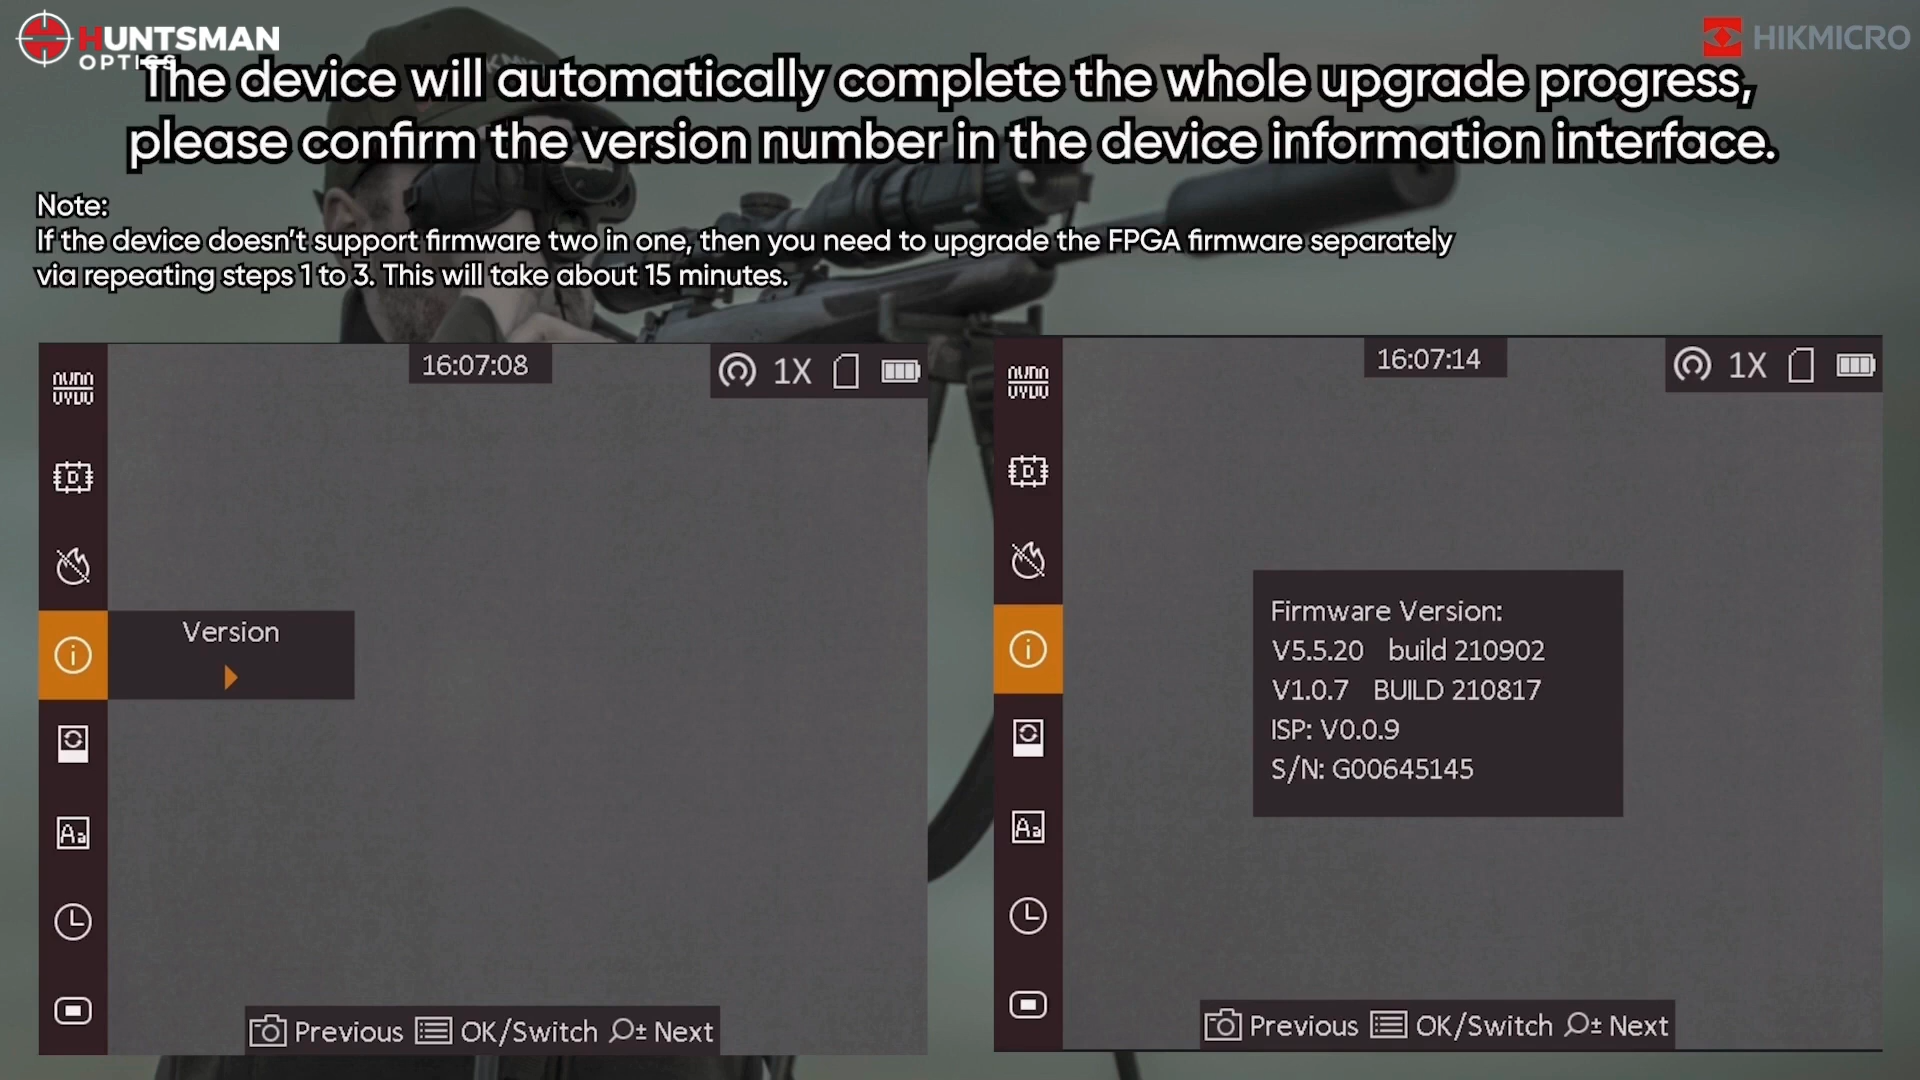 HUNTSMAN
OPTICS
HIKMICRO
The device will automatically complete the whole upgrade progress,
please confirm the version number in the device information interface.
Note:
If the device doesn't support firmware two in one, then you need to upgrade the FPGA firmware separately
via repeating steps 1 to 3. This will take about 15 minutes.
16:07:08
1X
D
Version
i
Aa
Previous OK/Switch Next
16:07:14
1X
D
Firmware Version:
V5.5.20 build 210902
V1.0.7 BUILD 210817
ISP: V0.0.9
S/N: G00645145
i
Aa
Previous OK/Switch Next